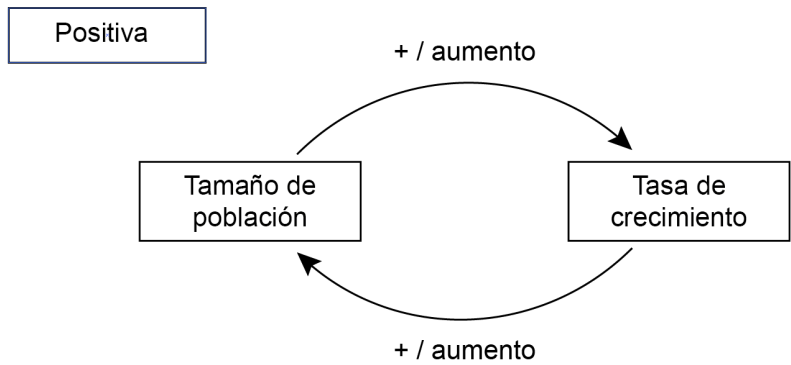 Positiva
+ / aumento
Tamaño de
población
Tasa de
crecimiento
+ / aumento